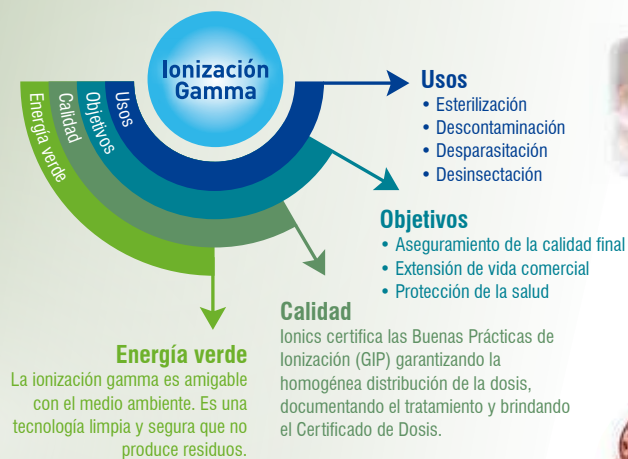 Ionización
Gamma
Energía verde
Calidad
Objetivos
Usos
Usos
• Esterilización
• Descontaminación
• Desparasitación
• Desinsectación
Objetivos
• Aseguramiento de la calidad final
• Extensión de vida comercial
• Protección de la salud
Calidad
Ionics certifica las Buenas Prácticas de
Ionización (GIP) garantizando la
homogénea distribución de la dosis,
documentando el tratamiento y brindando
el Certificado de Dosis.
Energía verde
La ionización gamma es amigable
con el medio ambiente. Es una
tecnología limpia y segura que no
produce residuos.